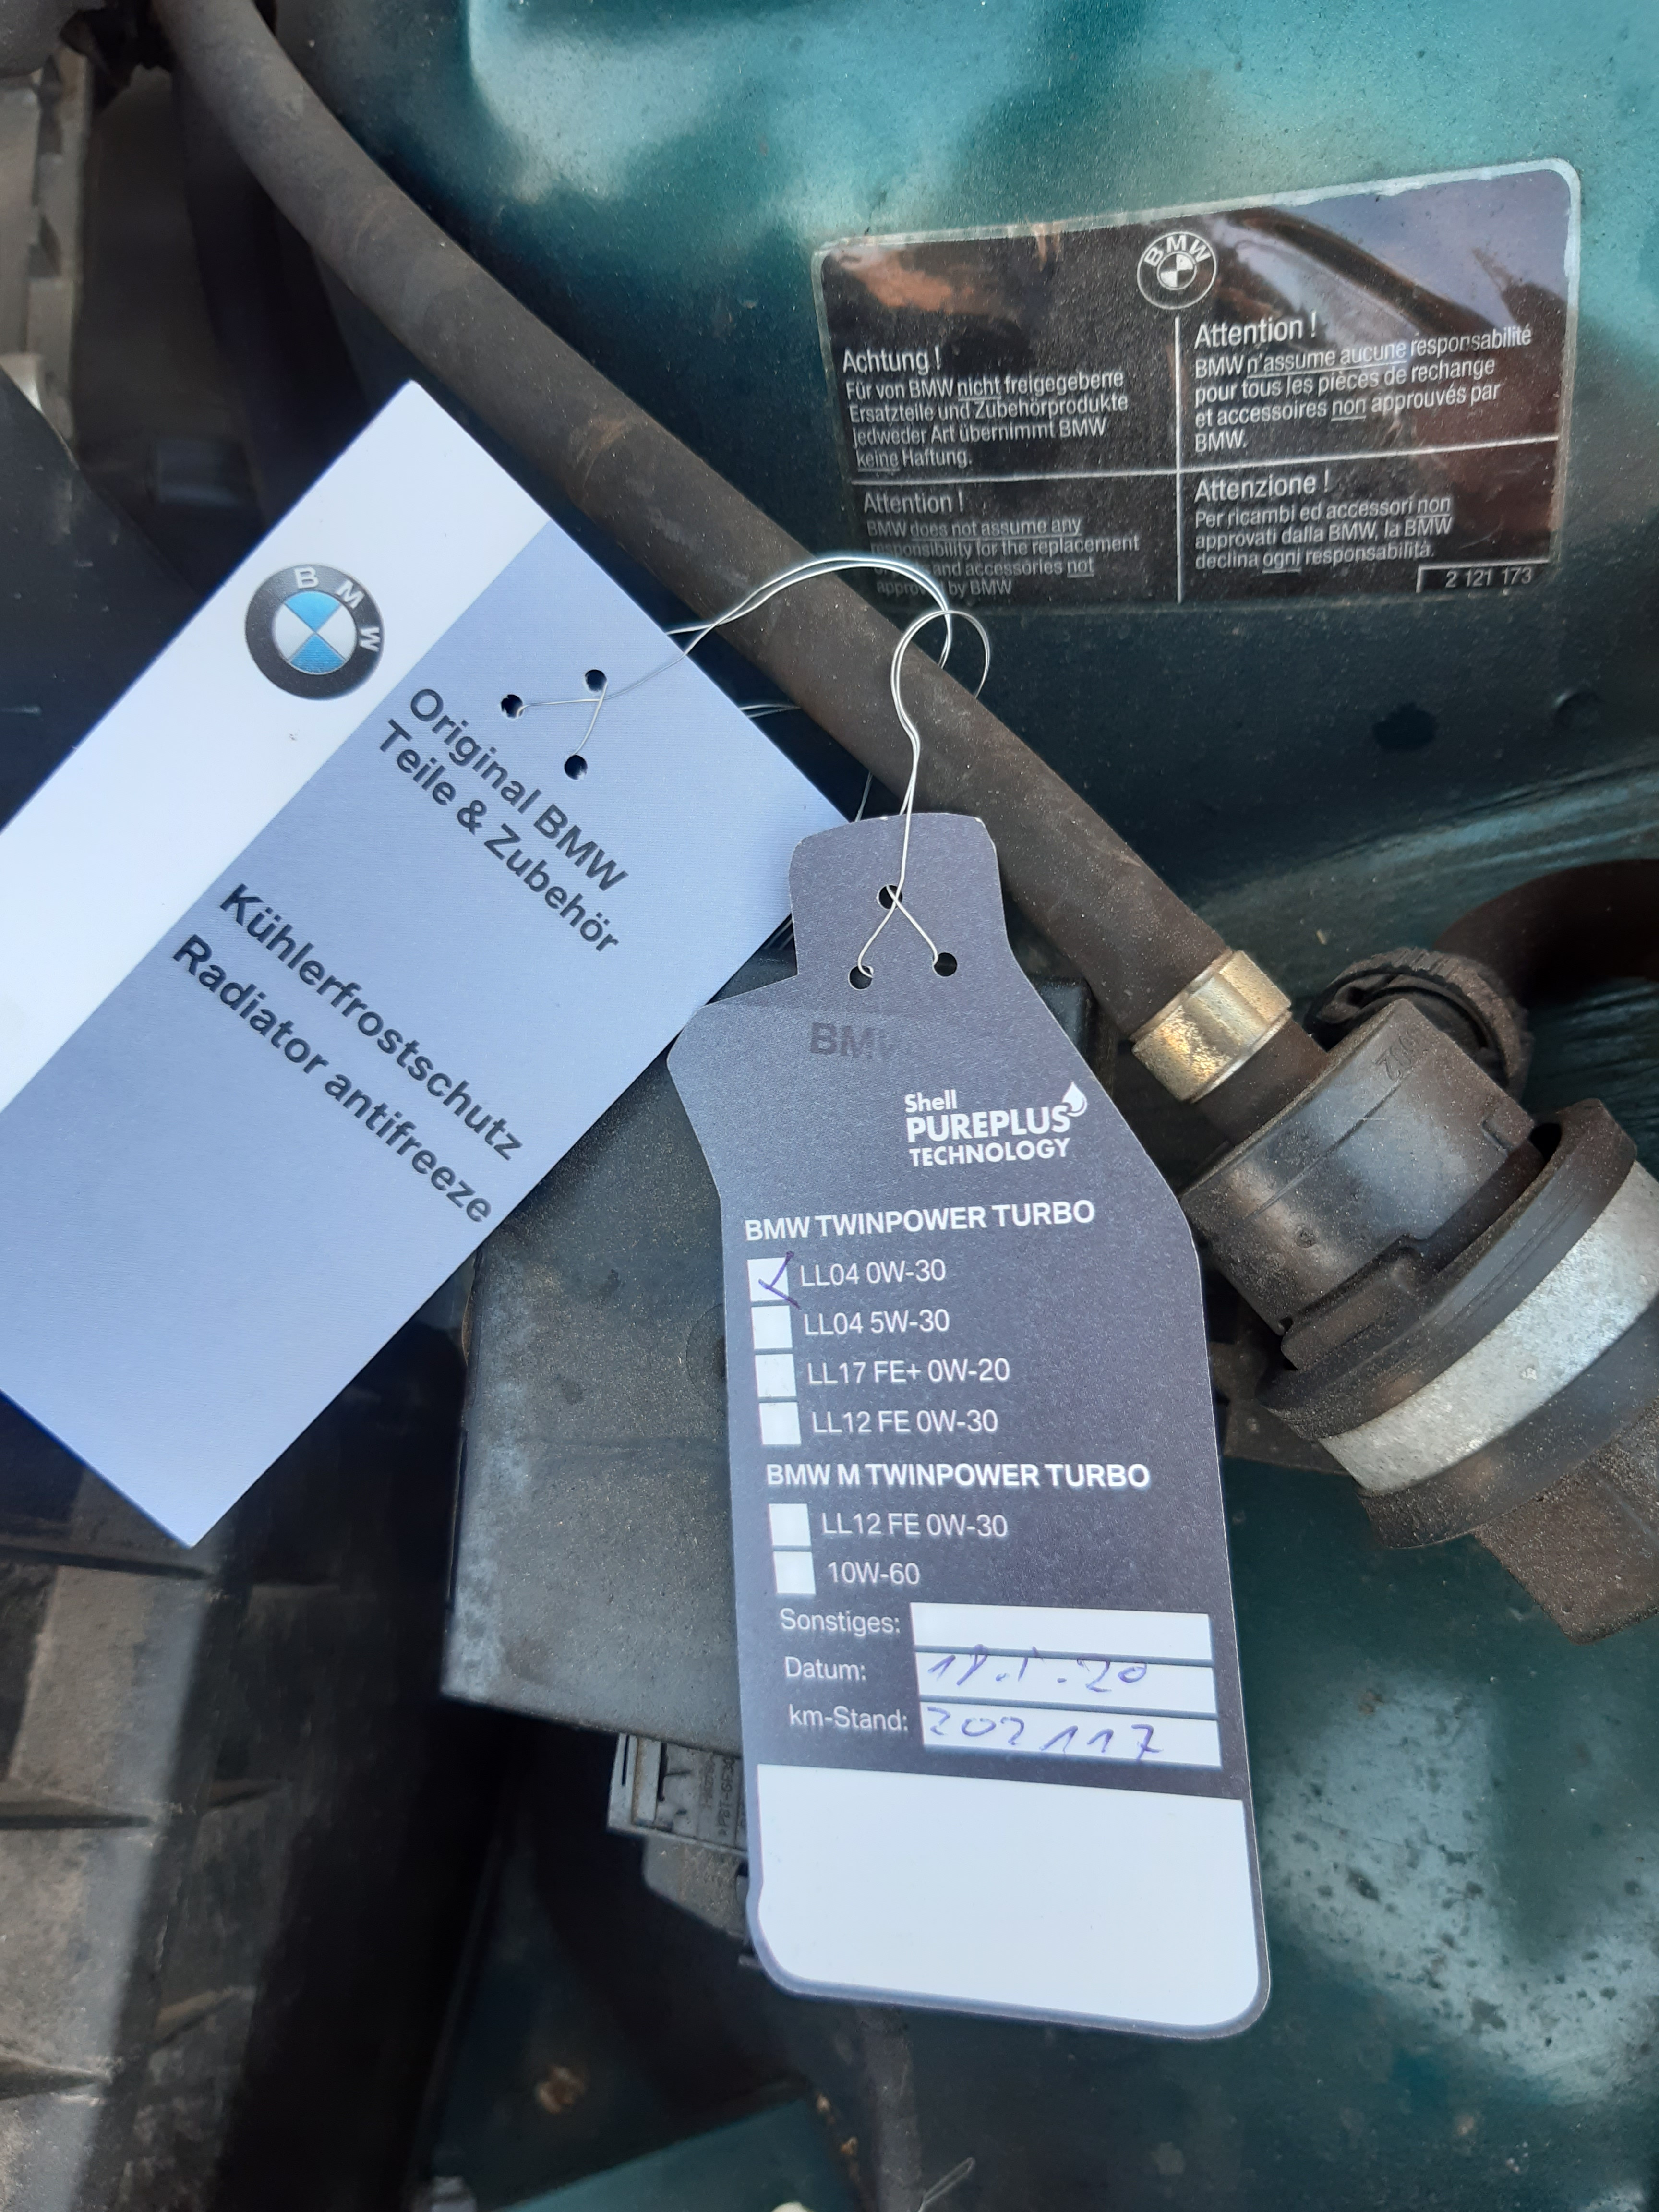 BMW
Achtung !
Für von BMW nicht freigegebene
Ersatzteile und Zubehörprodukte
jedweder Art übernimmt BMW
keine Haftung.
Attention !
BMW n'assume aucune responsabilité
pour tous les pièces de rechange
et accessoires non approuvés par
BMW.
Attention !
BMW does not assume any
responsibility for the replacement
and accessories not
approved by BMW
Attenzione !
Per ricambi ed accessori non
approvati dalla BMW, la BMW
declina ogni responsabilità.
2 121 173
BMW
Original BMW
Teile & Zubehör
Kühlerfrostschutz
Radiator antifreeze
BMW
Shell
PUREPLUS
TECHNOLOGY
BMW TWINPOWER TURBO
LL04 0W-30
LL04 5W-30
LL17 FE+ 0W-20
LL12 FE 0W-30
BMW M TWINPOWER TURBO
LL12 FE 0W-30
10W-60
Sonstiges:
Datum:
km-Stand: 202117